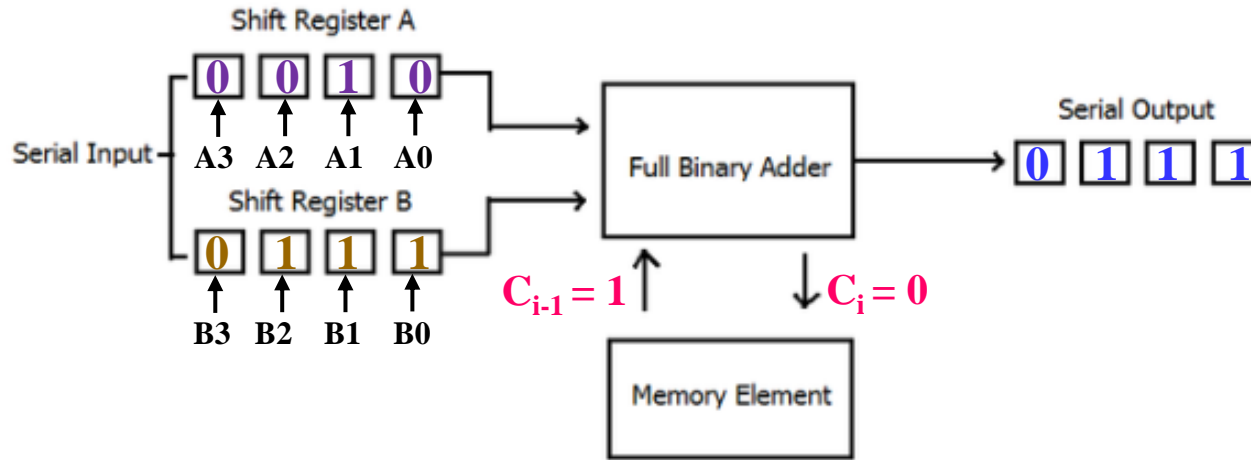 Shift Register A
0 0 1 0
A3 A2 A1 A0
Serial Input
Shift Register B
0 1 1 1
B3 B2 B1 B0
Full Binary Adder
Serial Output
0 1 1 1
Cᵢ₋₁ = 1
Cᵢ = 0
Memory Element